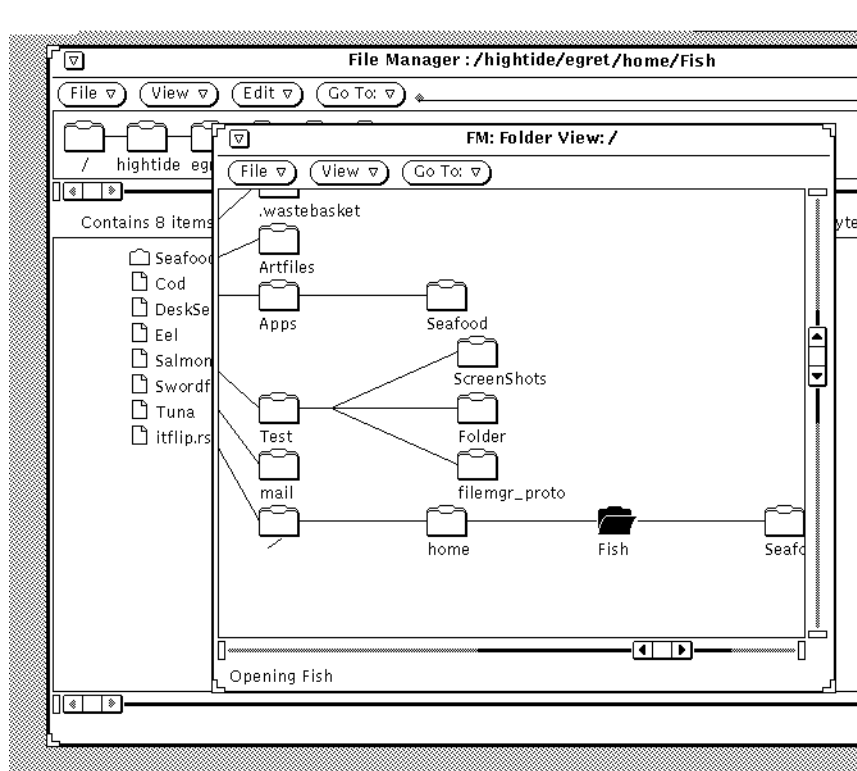 File Manager : /hightide/egret/home/Fish
File View Edit Go To:
/ hightide
Contains 8 items
Seafood
Cod
Eel
Salmon
Tuna
FM: Folder View: /
File View Go To:
.wastebasket
Artfiles
Apps Seafood
ScreenShots
Test Folder
mail filemgr_proto
home Fish
Opening Fish